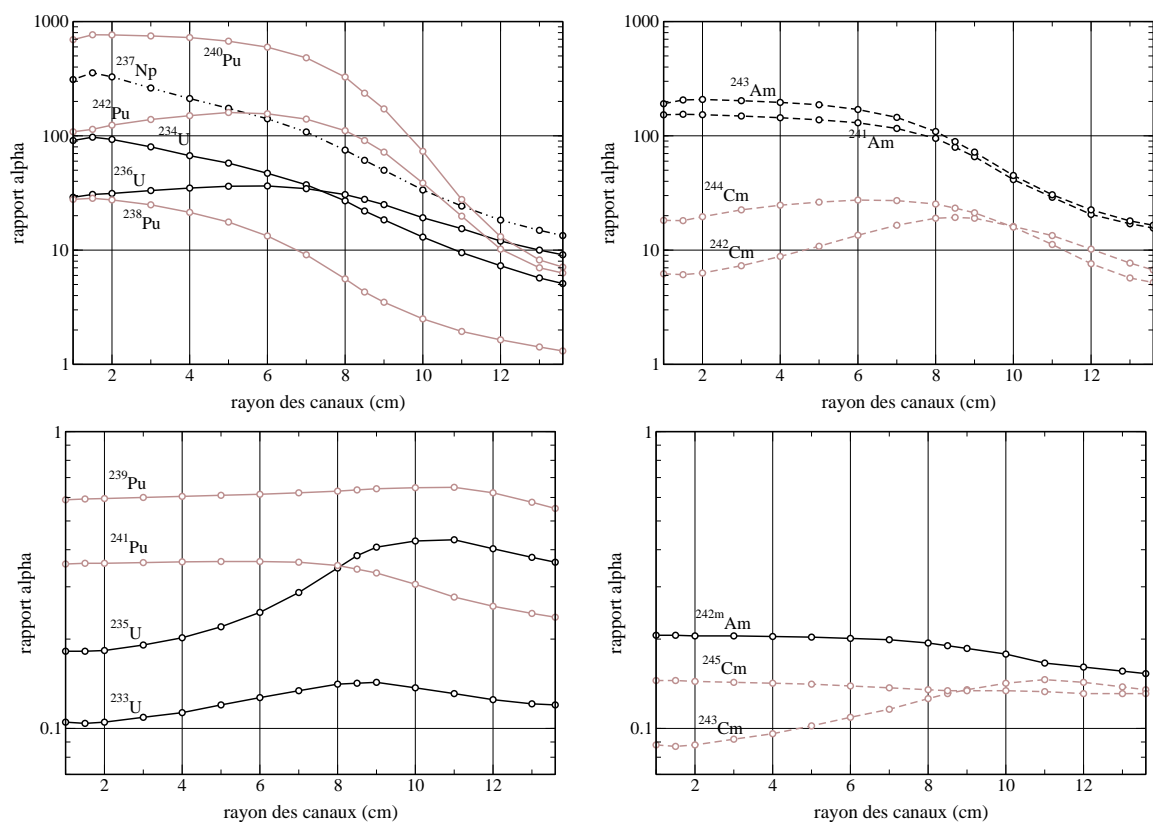 1000
100
10
1
rapport alpha
²⁴⁰Pu
²³⁷Np
²⁴²Pu
²³⁴U
²³⁶U
²³⁸Pu
2 4 6 8 10 12
rayon des canaux (cm)
1000
100
10
1
rapport alpha
²⁴³Am
²⁴¹Am
²⁴⁴Cm
²⁴²Cm
2 4 6 8 10 12
rayon des canaux (cm)
1
0.1
rapport alpha
²³⁹Pu
²⁴¹Pu
²³⁵U
²³³U
2 4 6 8 10 12
rayon des canaux (cm)
1
0.1
rapport alpha
²⁴²ᵐAm
²⁴⁵Cm
²⁴³Cm
2 4 6 8 10 12
rayon des canaux (cm)